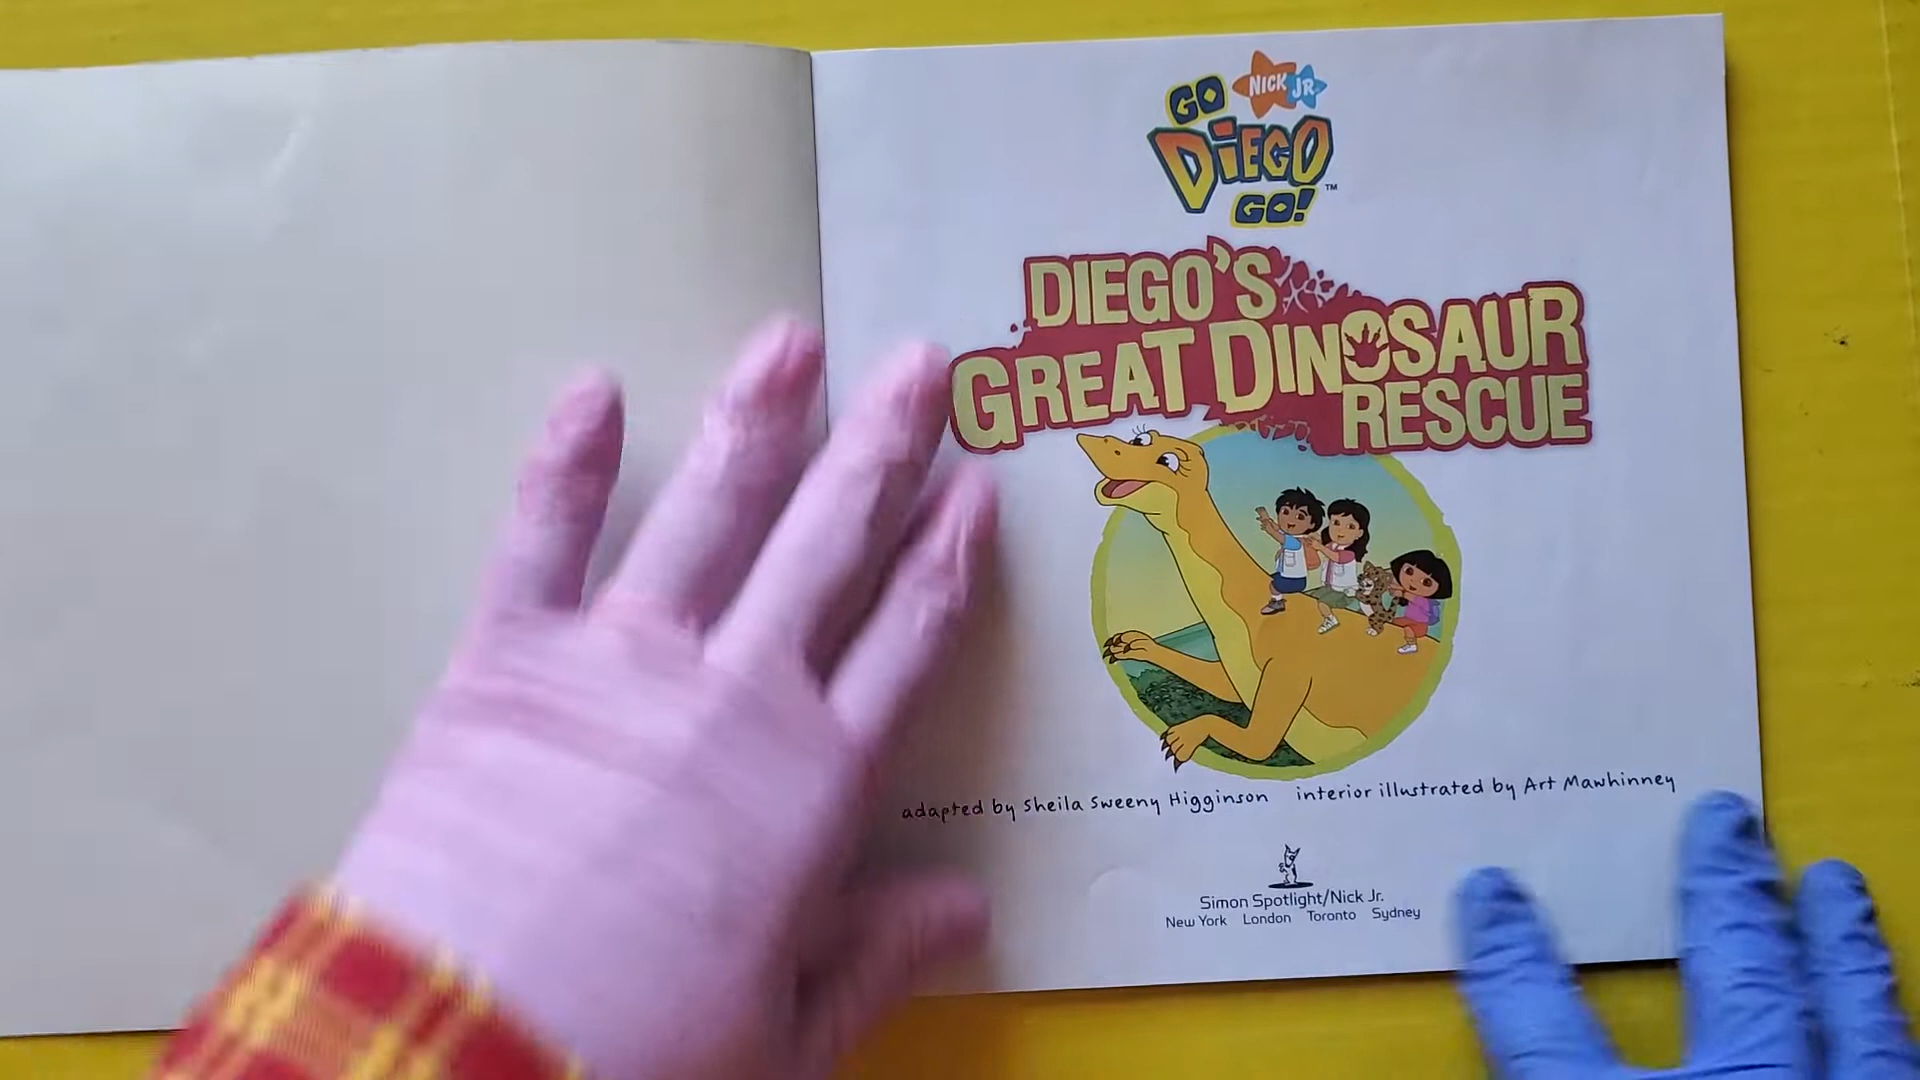 GO
NICK JR.
DIEGO
GO!™
DIEGO'S
GREAT DINOSAUR
RESCUE
adapted by Sheila Sweeny Higginson interior illustrated by Art Mawhinney
Simon Spotlight/Nick Jr.
New York London Toronto Sydney